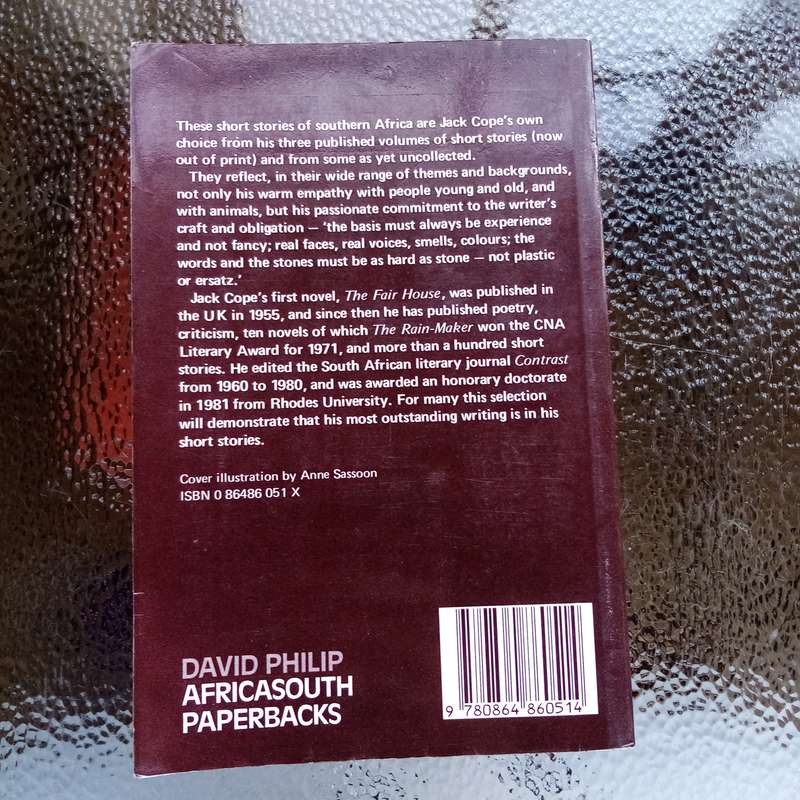 These short stories of southern Africa are Jack Cope's own
choice from his three published volumes of short stories (now
out of print) and from some as yet uncollected.
They reflect, in their wide range of themes and backgrounds,
not only his warm empathy with people young and old, and
with animals, but his passionate commitment to the writer's
craft and obligation — 'the basis must always be experience
and not fancy; real faces, real voices, smells, colours; the
words and the stones must be as hard as stone — not plastic
or ersatz.'
Jack Cope's first novel, The Fair House, was published in
the UK in 1955, and since then he has published poetry,
criticism, ten novels of which The Rain-Maker won the CNA
Literary Award for 1971, and more than a hundred short
stories. He edited the South African literary journal Contrast
from 1960 to 1980, and was awarded an honorary doctorate
in 1981 from Rhodes University. For many this selection
will demonstrate that his most outstanding writing is in his
short stories.
Cover illustration by Anne Sassoon
ISBN 0 86486 051 X
DAVID PHILIP
AFRICASOUTH
PAPERBACKS
9 780864 860514